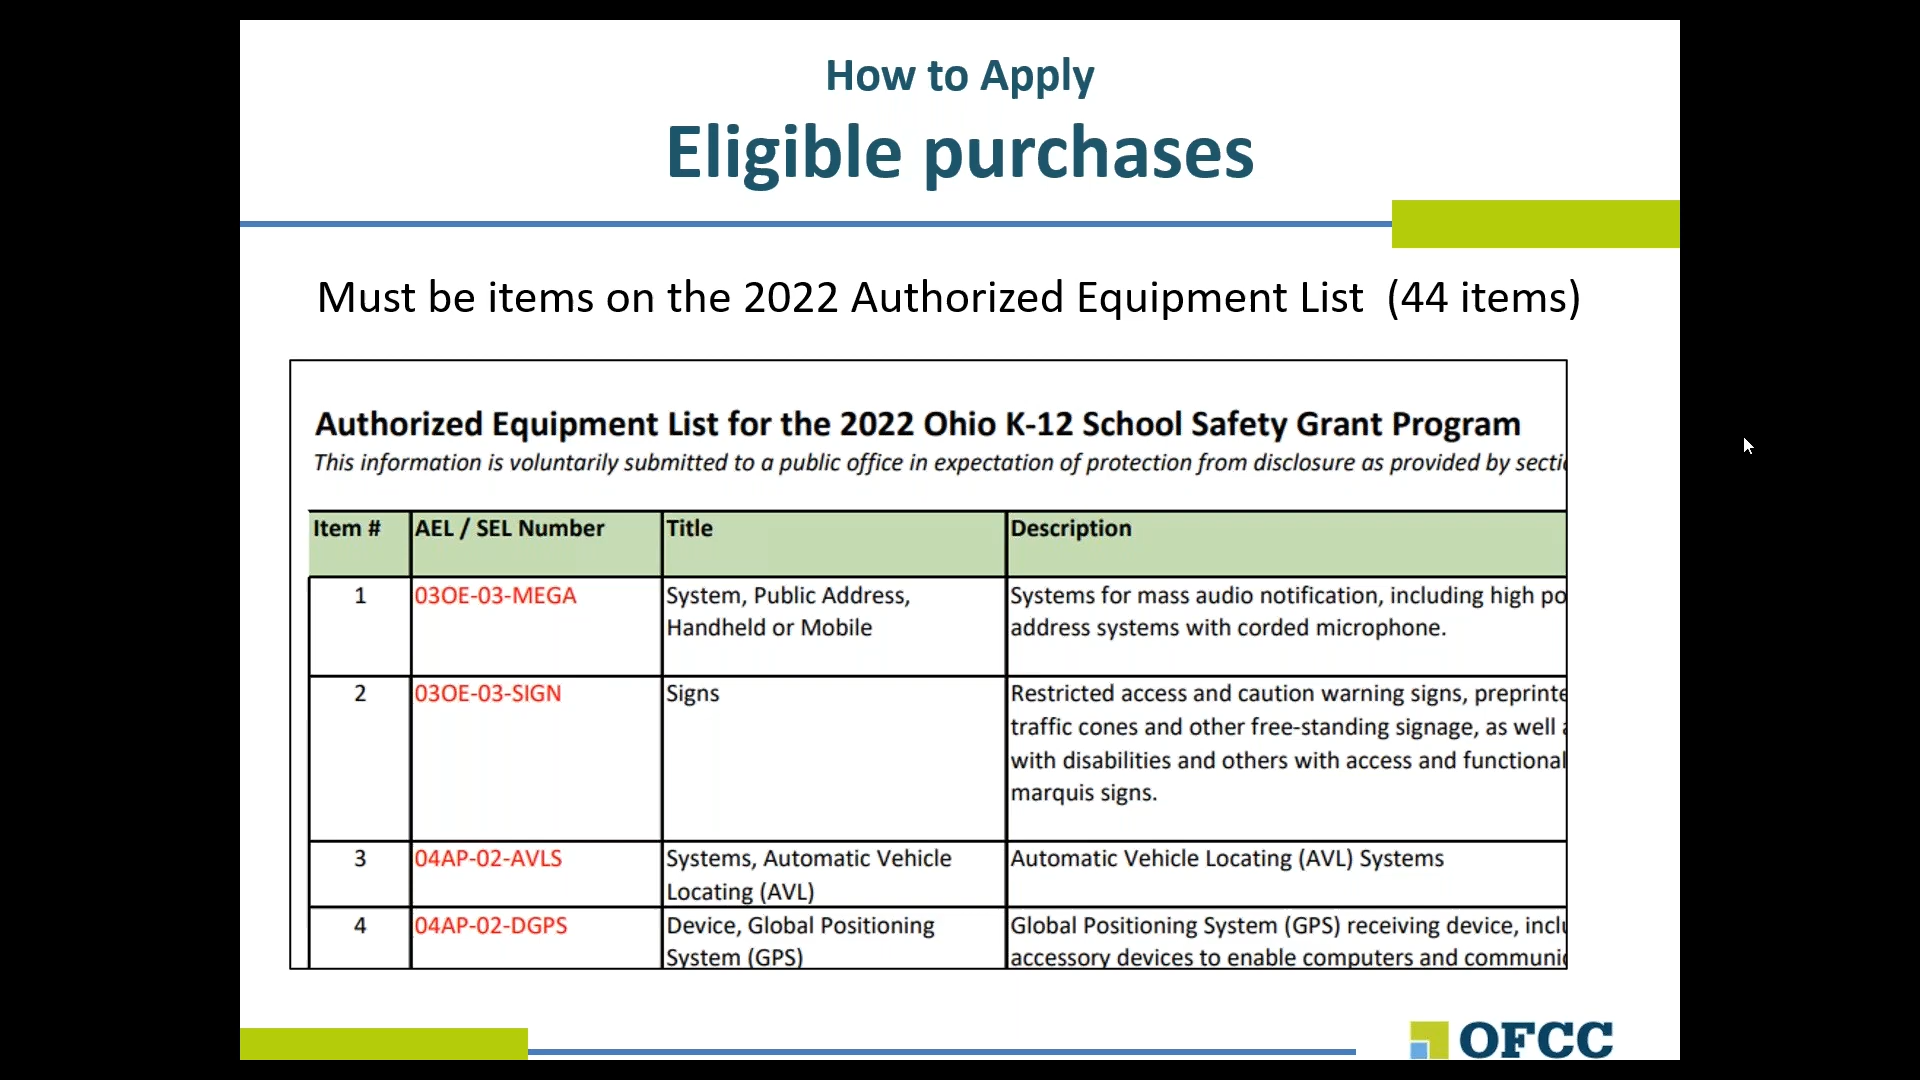 How to Apply
Eligible purchases
Must be items on the 2022 Authorized Equipment List (44 items)
Authorized Equipment List for the 2022 Ohio K-12 School Safety Grant Program
This information is voluntarily submitted to a public office in expectation of protection from disclosure as provided by
Item # AEL / SEL Number Title Description
1 03OE-03-MEGA System, Public Address, Systems for mass audio notification, including high
Handheld or Mobile address systems with corded microphone.
2 03OE-03-SIGN Signs Restricted access and caution warning signs,
traffic cones and other free-standing signage, as well
with disabilities and others with access and functional
marquis signs.
3 04AP-02-AVLS Systems, Automatic Vehicle Automatic Vehicle Locating (AVL) Systems
Locating (AVL)
4 04AP-02-DGPS Device, Global Positioning Global Positioning System (GPS) receiving device,
System (GPS) accessory devices to enable computers and
OFCC